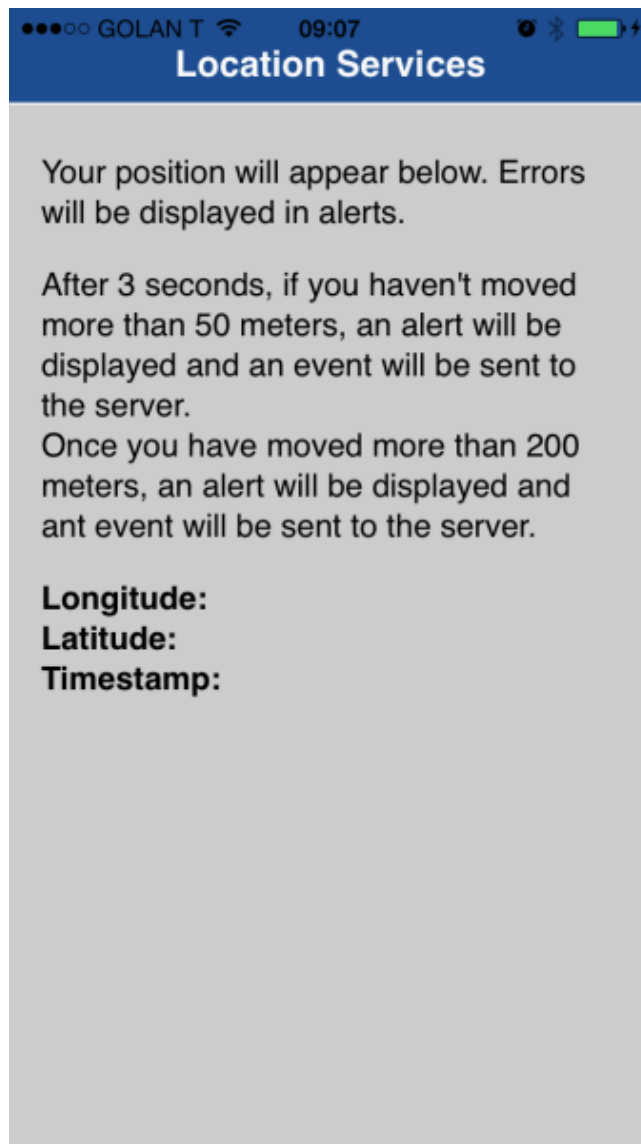 GOLAN T 09:07
Location Services
Your position will appear below. Errors
will be displayed in alerts.
After 3 seconds, if you haven't moved
more than 50 meters, an alert will be
displayed and an event will be sent to
the server.
Once you have moved more than 200
meters, an alert will be displayed and
ant event will be sent to the server.
Longitude:
Latitude:
Timestamp: